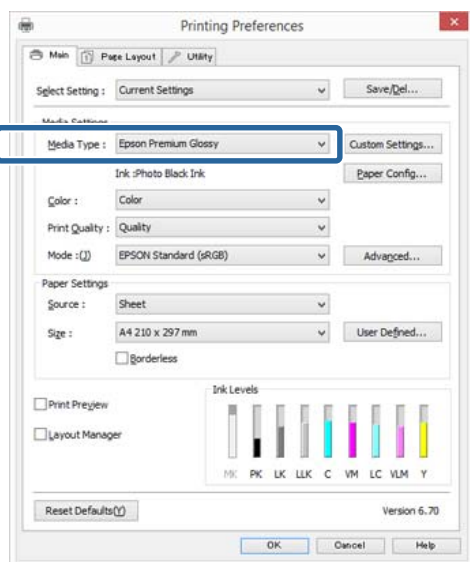 Printing Preferences
Main Page Layout Utility
Select Setting : Current Settings Save/Del...
Media Settings
Media Type : Epson Premium Glossy Custom Settings...
Ink :Photo Black Ink Paper Config...
Color : Color
Print Quality : Quality
Mode :(J) EPSON Standard (sRGB) Advanced...
Paper Settings
Source : Sheet
Size : A4 210 x 297 mm User Defined...
Borderless
Ink Levels
Print Preview
Layout Manager
MK PK LK LLK C VM LC VLM Y
Reset Defaults(Y) Version 6.70
OK Cancel Help